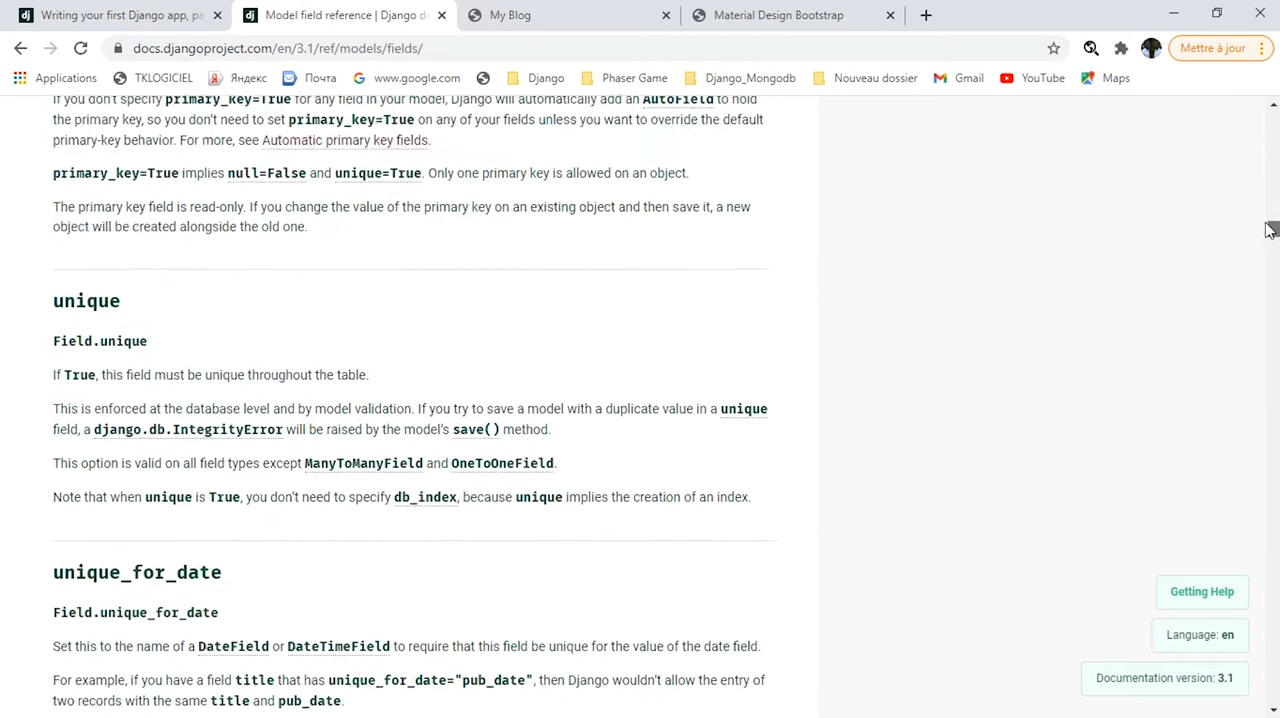 Writing your first Django app, pa
Model field reference | Django d
My Blog
Material Design Bootstrap
docs.djangoproject.com/en/3.1/ref/models/fields/
Mettre à jour
Applications
TKLOGICIEL
Яндекс
Почта
www.google.com
Django
Phaser Game
Django_Mongodb
Nouveau dossier
Gmail
YouTube
Maps
If you don't specify primary_key=True for any field in your model, Django will automatically add an AutoField to hold
the primary key, so you don't need to set primary_key=True on any of your fields unless you want to override the default
primary-key behavior. For more, see Automatic primary key fields.
primary_key=True implies null=False and unique=True. Only one primary key is allowed on an object.
The primary key field is read-only. If you change the value of the primary key on an existing object and then save it, a new
object will be created alongside the old one.
unique
Field.unique
If True, this field must be unique throughout the table.
This is enforced at the database level and by model validation. If you try to save a model with a duplicate value in a unique
field, a django.db.IntegrityError will be raised by the model's save() method.
This option is valid on all field types except ManyToManyField and OneToOneField.
Note that when unique is True, you don't need to specify db_index, because unique implies the creation of an index.
unique_for_date
Field.unique_for_date
Set this to the name of a DateField or DateTimeField to require that this field be unique for the value of the date field.
For example, if you have a field title that has unique_for_date="pub_date", then Django wouldn't allow the entry of
two records with the same title and pub_date.
Getting Help
Language: en
Documentation version: 3.1